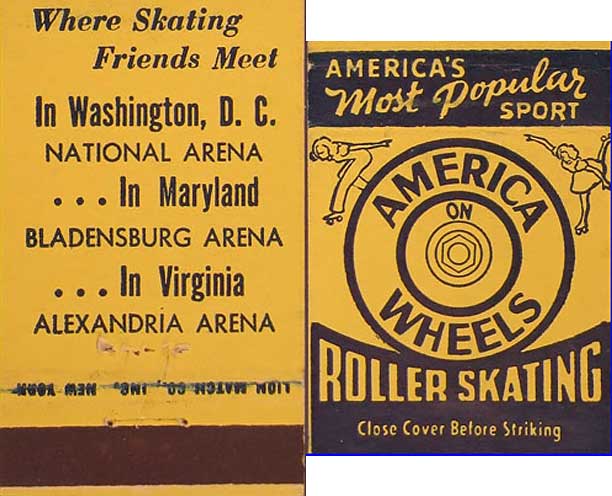 Where Skating
Friends Meet
In Washington, D. C.
NATIONAL ARENA
. . . In Maryland
BLADENSBURG ARENA
. . . In Virginia
ALEXANDRIA ARENA
LION MATCH CO., INC. NEW YORK
AMERICA'S
Most Popular
SPORT
AMERICA
ON
WHEELS
ROLLER SKATING
Close Cover Before Striking